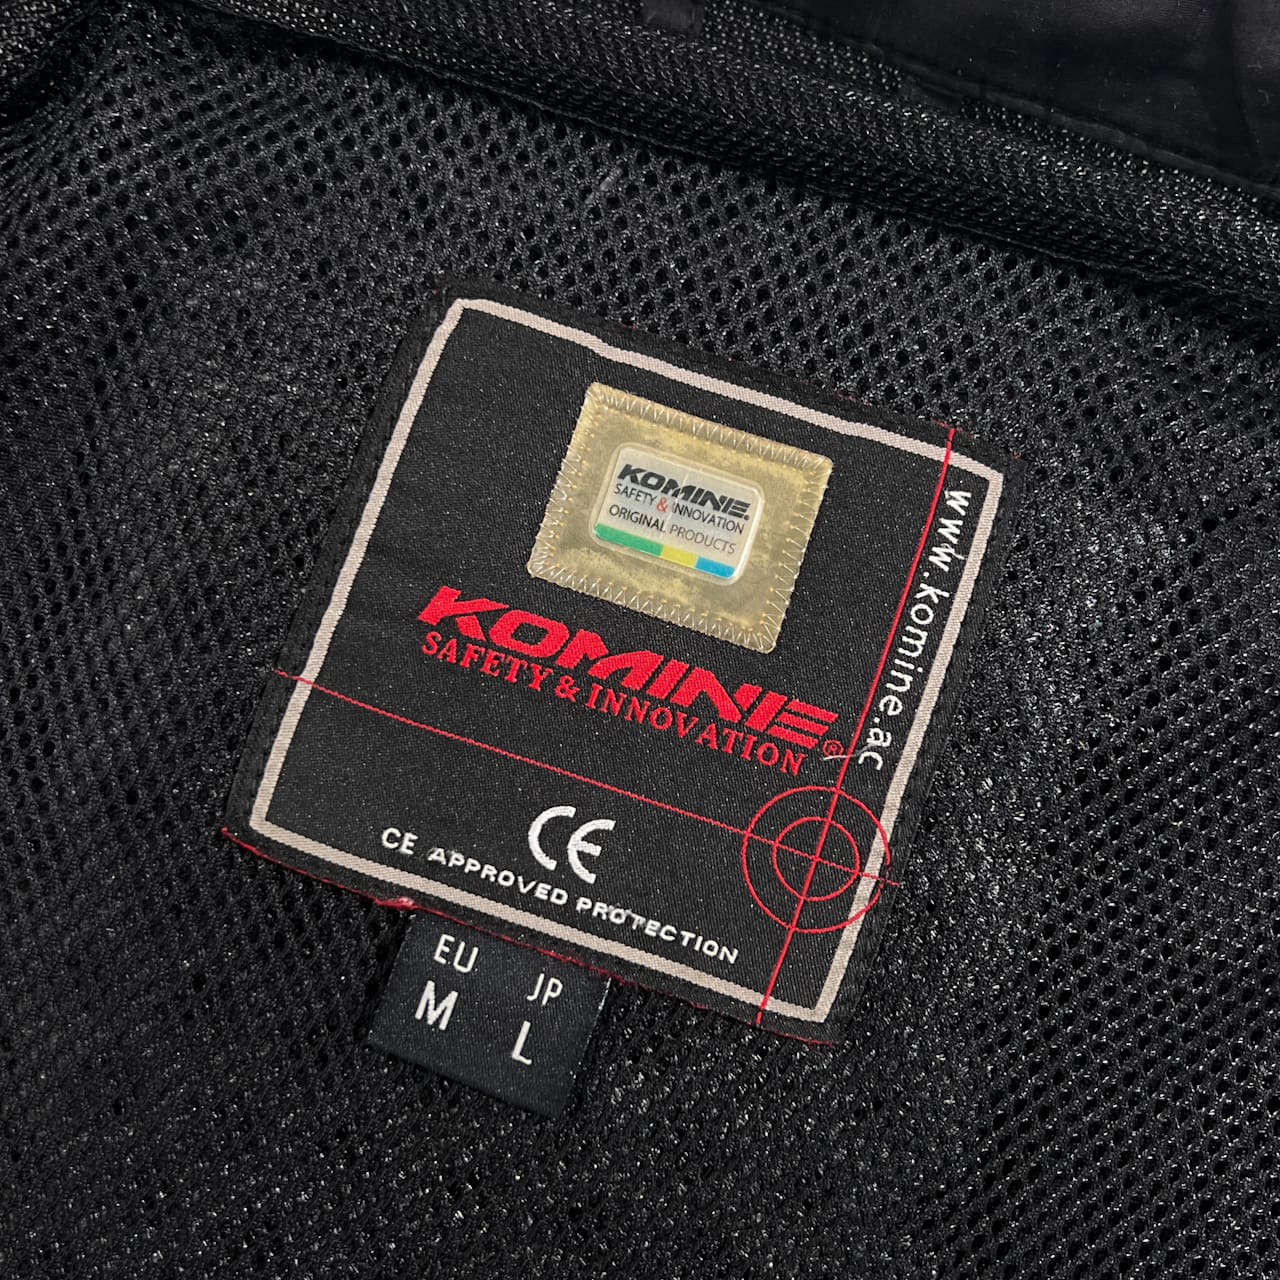 KOMINE
SAFETY & INNOVATION
ORIGINAL PRODUCTS
KOMINE
SAFETY & INNOVATION ®
www.komine.ac
CE
CE APPROVED PROTECTION
EU JP
M L